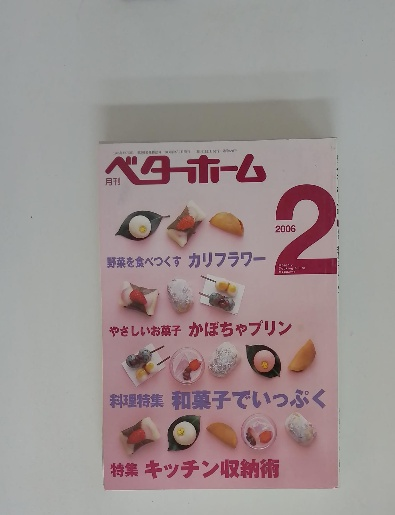 月刊
ベターホーム
2006
2
野菜を食べつくす カリフラワー
やさしいお菓子 かぼちゃプリン
料理特集 和菓子でいっぷく
特集 キッチン収納術